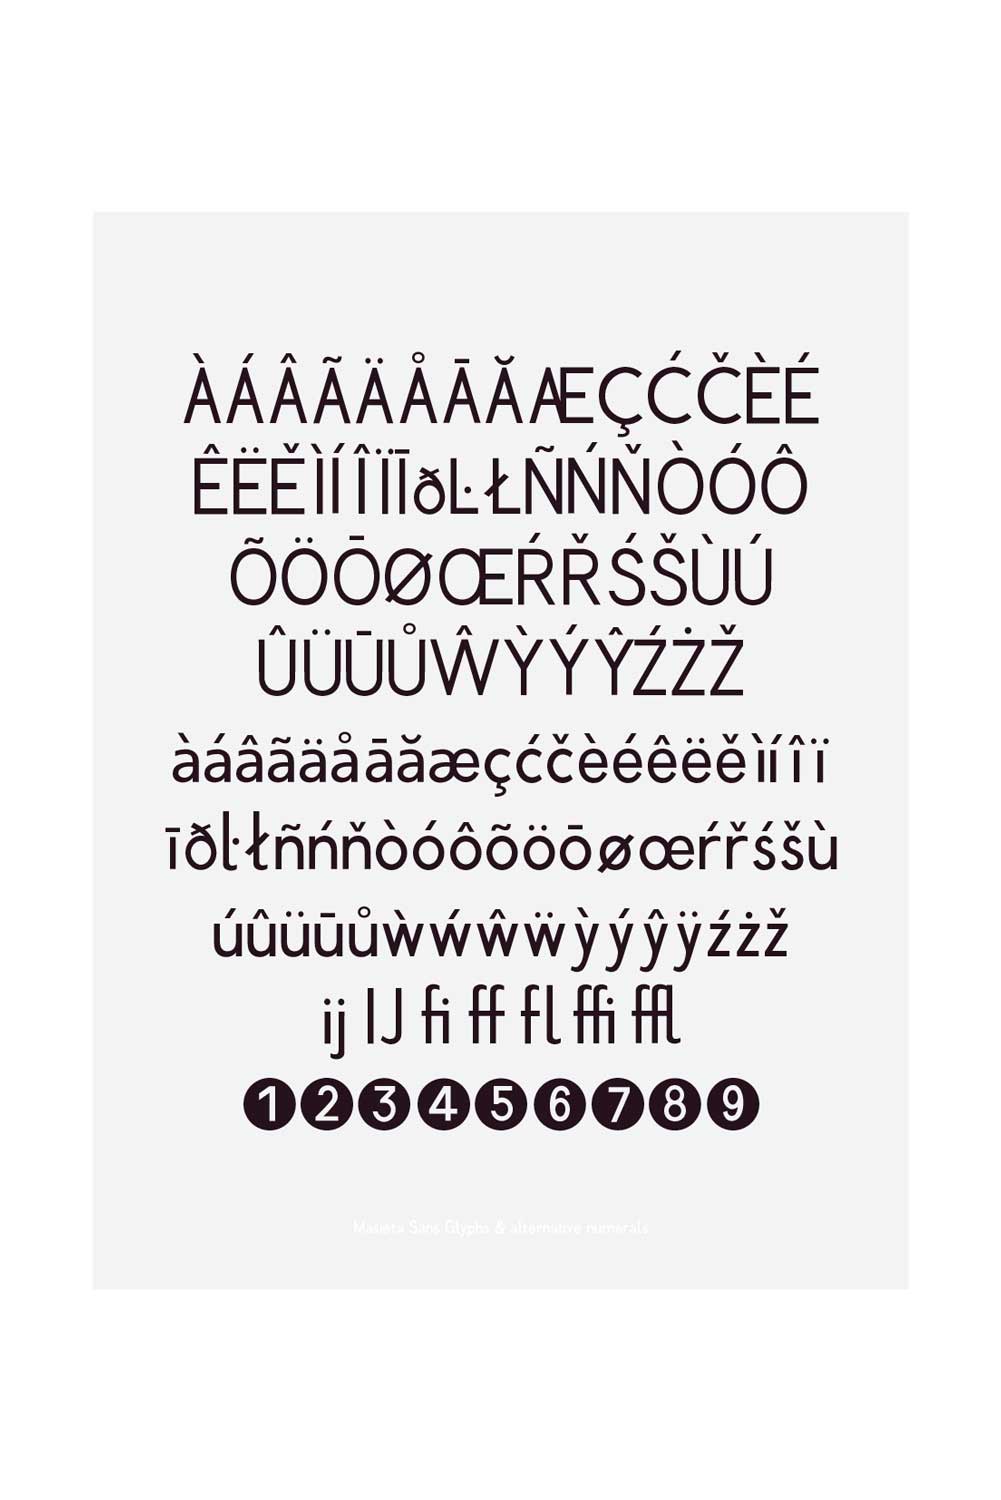 ÀÁÂÃÄÅĀĂÆÇĆČÈÉ
ÊËĚÌÍÎÏĪðĿŁÑŃŇÒÓÔ
ÕÖŌØŒŔŘŚŠÙÚ
ÛÜŪŮŴỲÝŶŹŻŽ
àáâãäåāăæçćčèéêëěìíîï
īðŀłñńňòóôõöōøœŕřśšù
úûüūůẁẃŵẅỳýŷÿźżž
ij IJ fi ff fl ffi ffl
❶❷❸❹❺❻❼❽❾
Masieta Sans Glyphs & alternative numerals